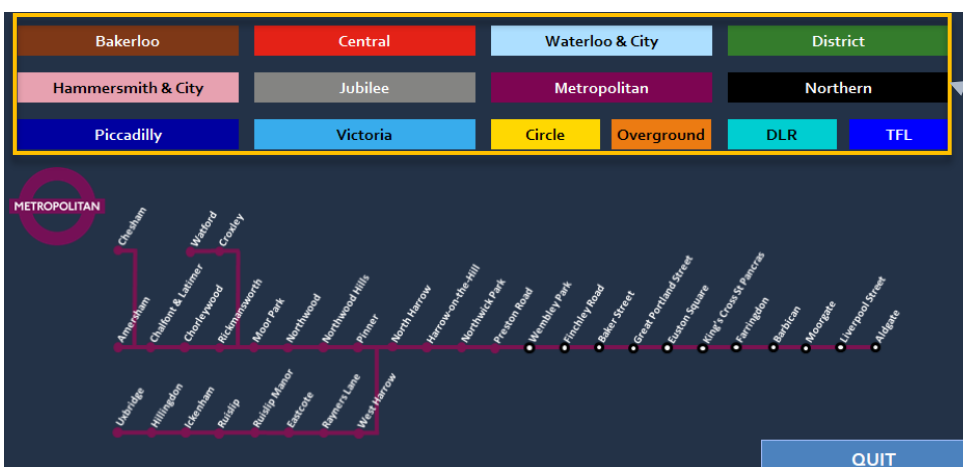 Bakerloo
Central
Waterloo & City
District
Hammersmith & City
Jubilee
Metropolitan
Northern
Piccadilly
Victoria
Circle
Overground
DLR
TFL
METROPOLITAN
Chesham
Watford
Croxley
Amersham
Chalfont & Latimer
Chorleywood
Rickmansworth
Moor Park
Northwood
Northwood Hills
Pinner
North Harrow
Harrow-on-the-Hill
Northwick Park
Preston Road
Wembley Park
Finchley Road
Baker Street
Great Portland Street
Euston Square
King's Cross St Pancras
Farringdon
Barbican
Moorgate
Liverpool Street
Aldgate
Uxbridge
Hillingdon
Ickenham
Ruislip
Ruislip Manor
Eastcote
Rayners Lane
West Harrow
QUIT